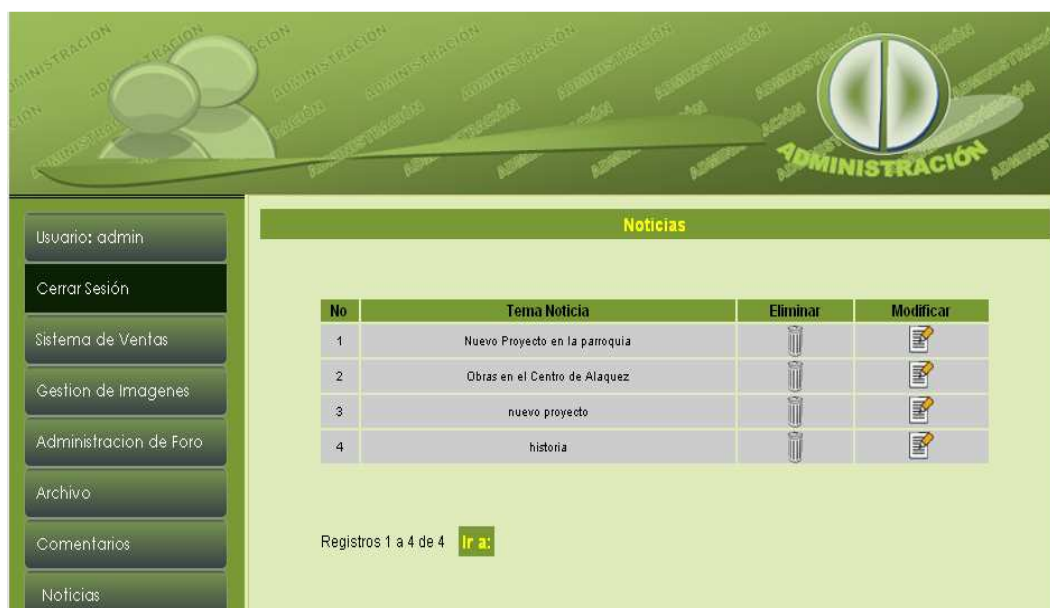 ADMINISTRACIÓN
Usuario: admin
Cerrar Sesión
Sistema de Ventas
Gestion de Imagenes
Administracion de Foro
Archivo
Comentarios
Noticias
Noticias
No Tema Noticia Eliminar Modificar
1 Nuevo Proyecto en la parroquia
2 Obras en el Centro de Alaquez
3 nuevo proyecto
4 historia
Registros 1 a 4 de 4 Ir a: